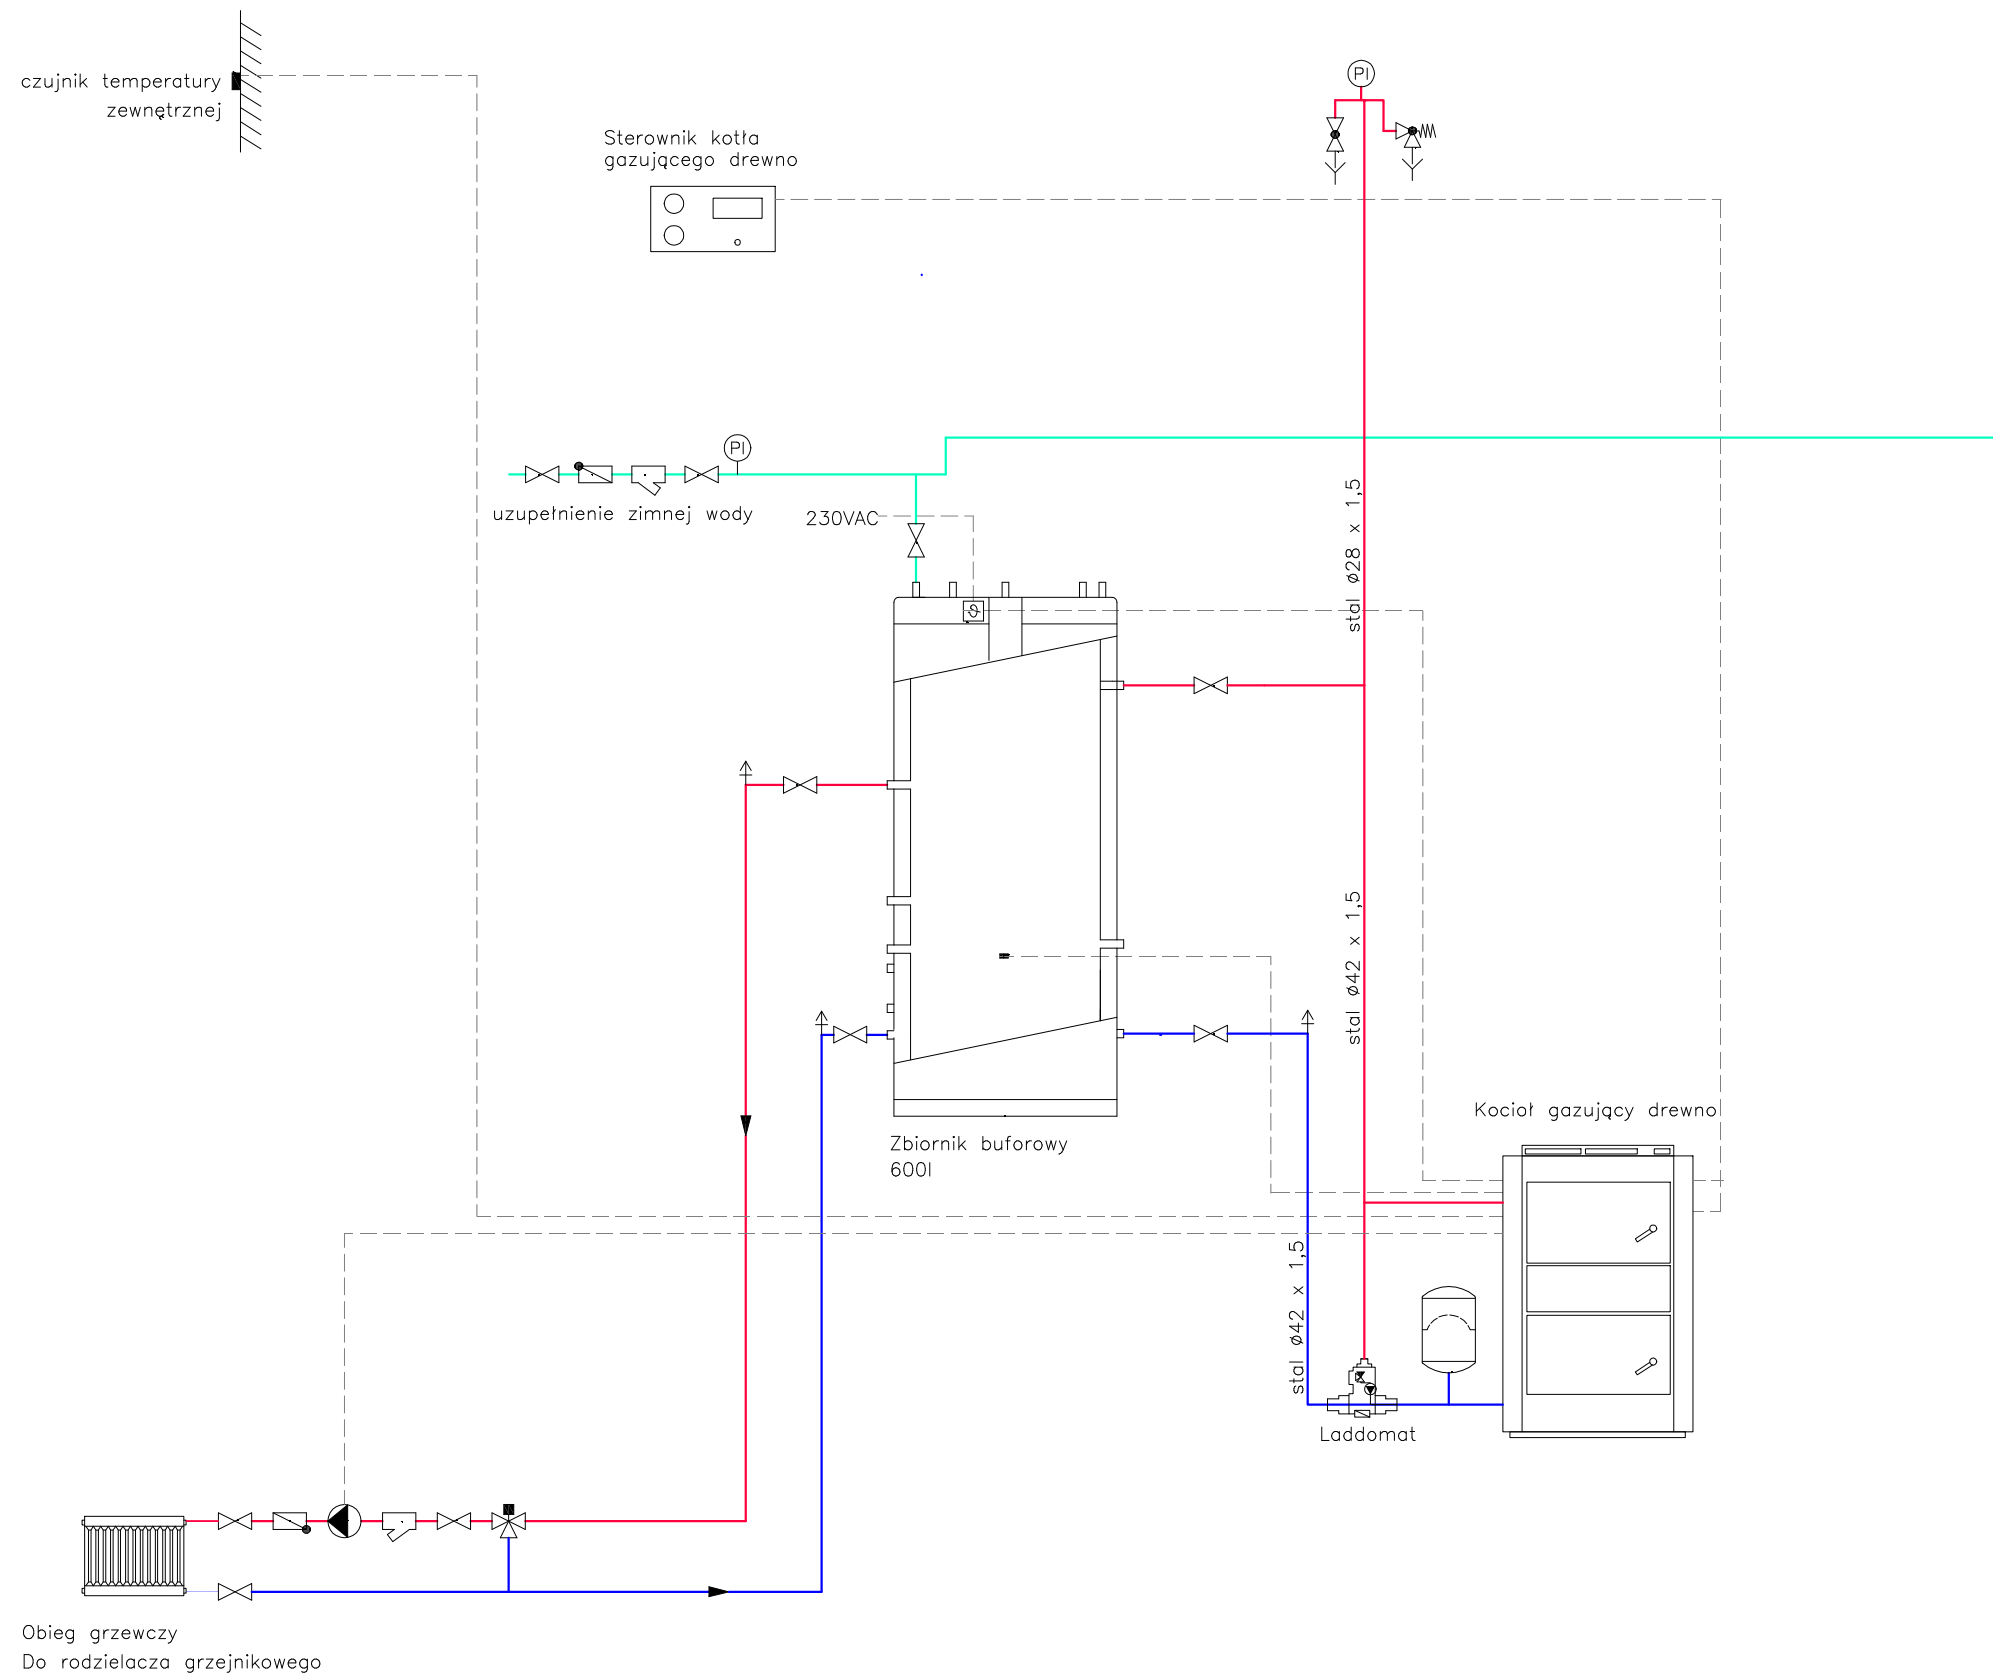 czujnik temperatury
zewnętrznej
PI
Sterownik kotła
gazującego drewno
PI
uzupełnienie zimnej wody
230VAC
stal ø28 x 1,5
stal ø42 x 1,5
Kocioł gazujący drewno
Zbiornik buforowy
600l
stal ø42 x 1,5
Laddomat
Obieg grzewczy
Do rodzielacza grzejnikowego